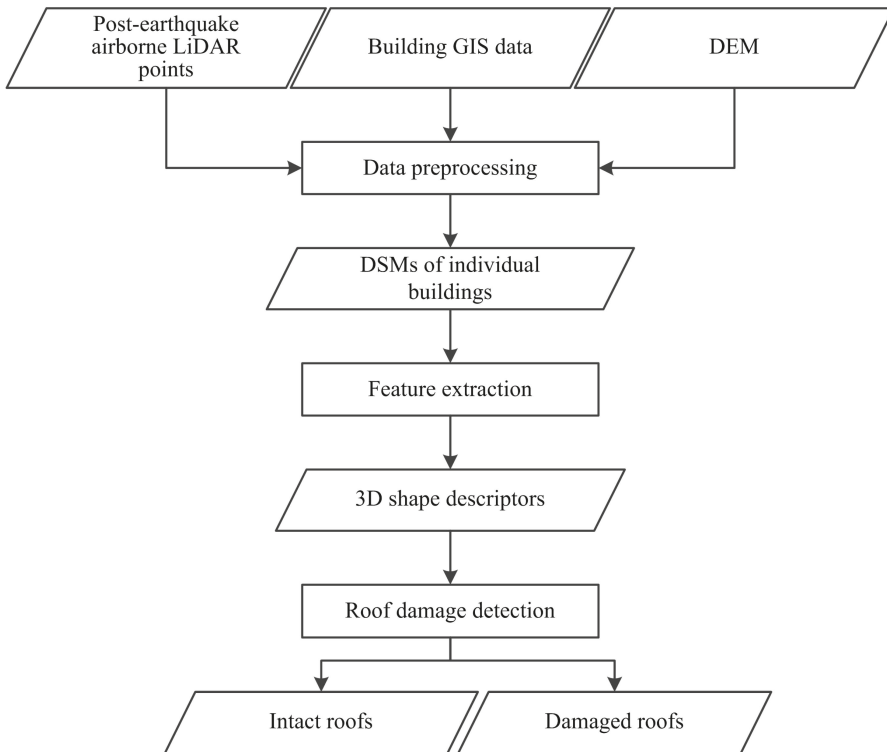 Post-earthquake
airborne LiDAR
points
Building GIS data
DEM
Data preprocessing
DSMs of individual
buildings
Feature extraction
3D shape descriptors
Roof damage detection
Intact roofs
Damaged roofs